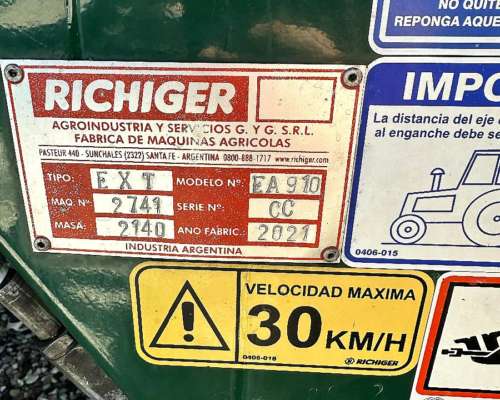 NO QUITE
REPONGA AQUE
RICHIGER
AGROINDUSTRIA Y SERVICIOS G. Y G. S.R.L.
FABRICA DE MAQUINAS AGRICOLAS
PASTEUR 440 - SUNCHALES (2322) SANTA FE - ARGENTINA 0800-888-1717 www.richiger.com
TIPO: EXT MODELO Nº: EA910
MAQ. Nº 2741 SERIE Nº: CC
MASA: 2140 ANO FABRIC.: 2021
INDUSTRIA ARGENTINA
IMPO
La distancia del eje d
al enganche debe se
0406-015
VELOCIDAD MAXIMA
30 KM/H
0406-016
RICHIGER